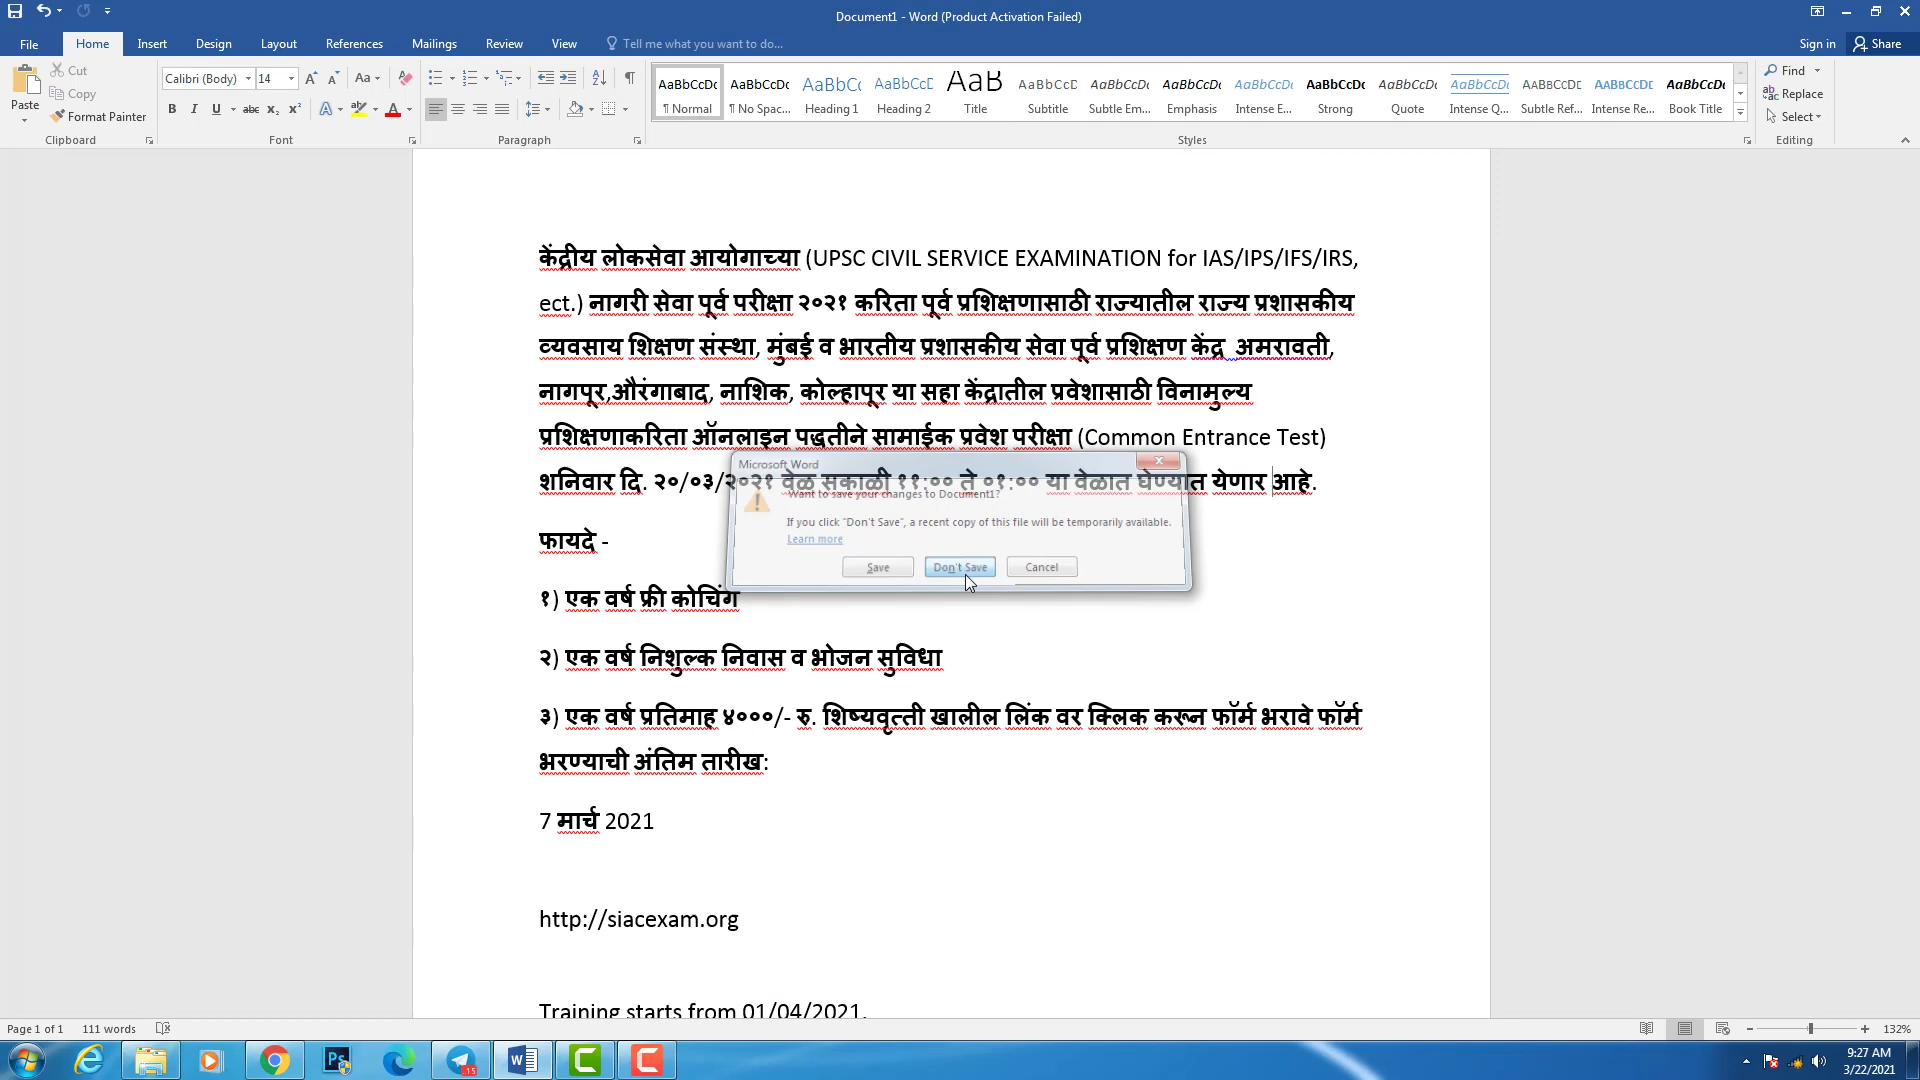 Document1 - Word (Product Activation Failed)
File Home Insert Design Layout References Mailings Review View Tell me what you want to do... Sign in Share
Paste Cut Copy Format Painter
Calibri (Body) 14
AaBbCcDc AaBbCcDc AaBbCc AaBbCcD AaB AaBbCcD AaBbCcDc AaBbCcDc AaBbCcDc AaBbCcDc AaBbCcDc AaBbCcDc AABBCCDC AABBCCDC AaBbCcDc
¶ Normal ¶ No Spac... Heading 1 Heading 2 Title Subtitle Subtle Em... Emphasis Intense E... Strong Quote Intense Q... Subtle Ref... Intense Re... Book Title
Find Replace Select
Clipboard Font Paragraph Styles Editing
केंद्रीय लोकसेवा आयोगाच्या (UPSC CIVIL SERVICE EXAMINATION for IAS/IPS/IFS/IRS,
ect.) नागरी सेवा पूर्व परीक्षा २०२१ करिता पूर्व प्रशिक्षणासाठी राज्यातील राज्य प्रशासकीय
व्यवसाय शिक्षण संस्था, मुंबई व भारतीय प्रशासकीय सेवा पूर्व प्रशिक्षण केंद्र अमरावती,
नागपूर,औरंगाबाद, नाशिक, कोल्हापूर या सहा केंद्रातील प्रवेशासाठी विनामुल्य
प्रशिक्षणाकरिता ऑनलाइन पद्धतीने सामाईक प्रवेश परीक्षा (Common Entrance Test)
शनिवार दि. २०/०३/२०२१ वेळ सकाळी ११:०० ते ०१:०० या वेळात घेण्यात येणार आहे.
Microsoft Word
Want to save your changes to Document1?
If you click "Don't Save", a recent copy of this file will be temporarily available.
Learn more
Save Don't Save Cancel
फायदे -
१) एक वर्ष फ्री कोचिंग
२) एक वर्ष निशुल्क निवास व भोजन सुविधा
३) एक वर्ष प्रतिमाह ४०००/- रु. शिष्यवृत्ती खालील लिंक वर क्लिक करून फॉर्म भरावे फॉर्म
भरण्याची अंतिम तारीख:
7 मार्च 2021
http://siacexam.org
Training starts from 01/04/2021.
Page 1 of 1 111 words 132%
9:27 AM
3/22/2021